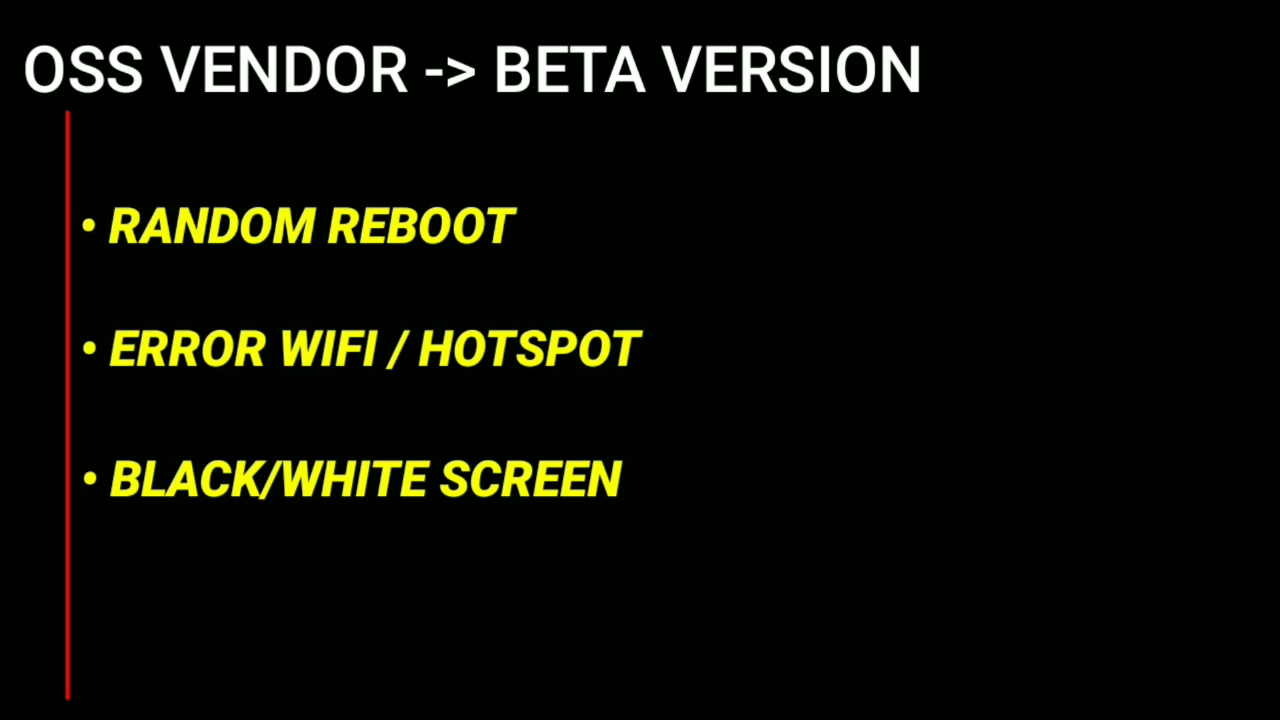 OSS VENDOR -> BETA VERSION
• RANDOM REBOOT
• ERROR WIFI / HOTSPOT
• BLACK/WHITE SCREEN